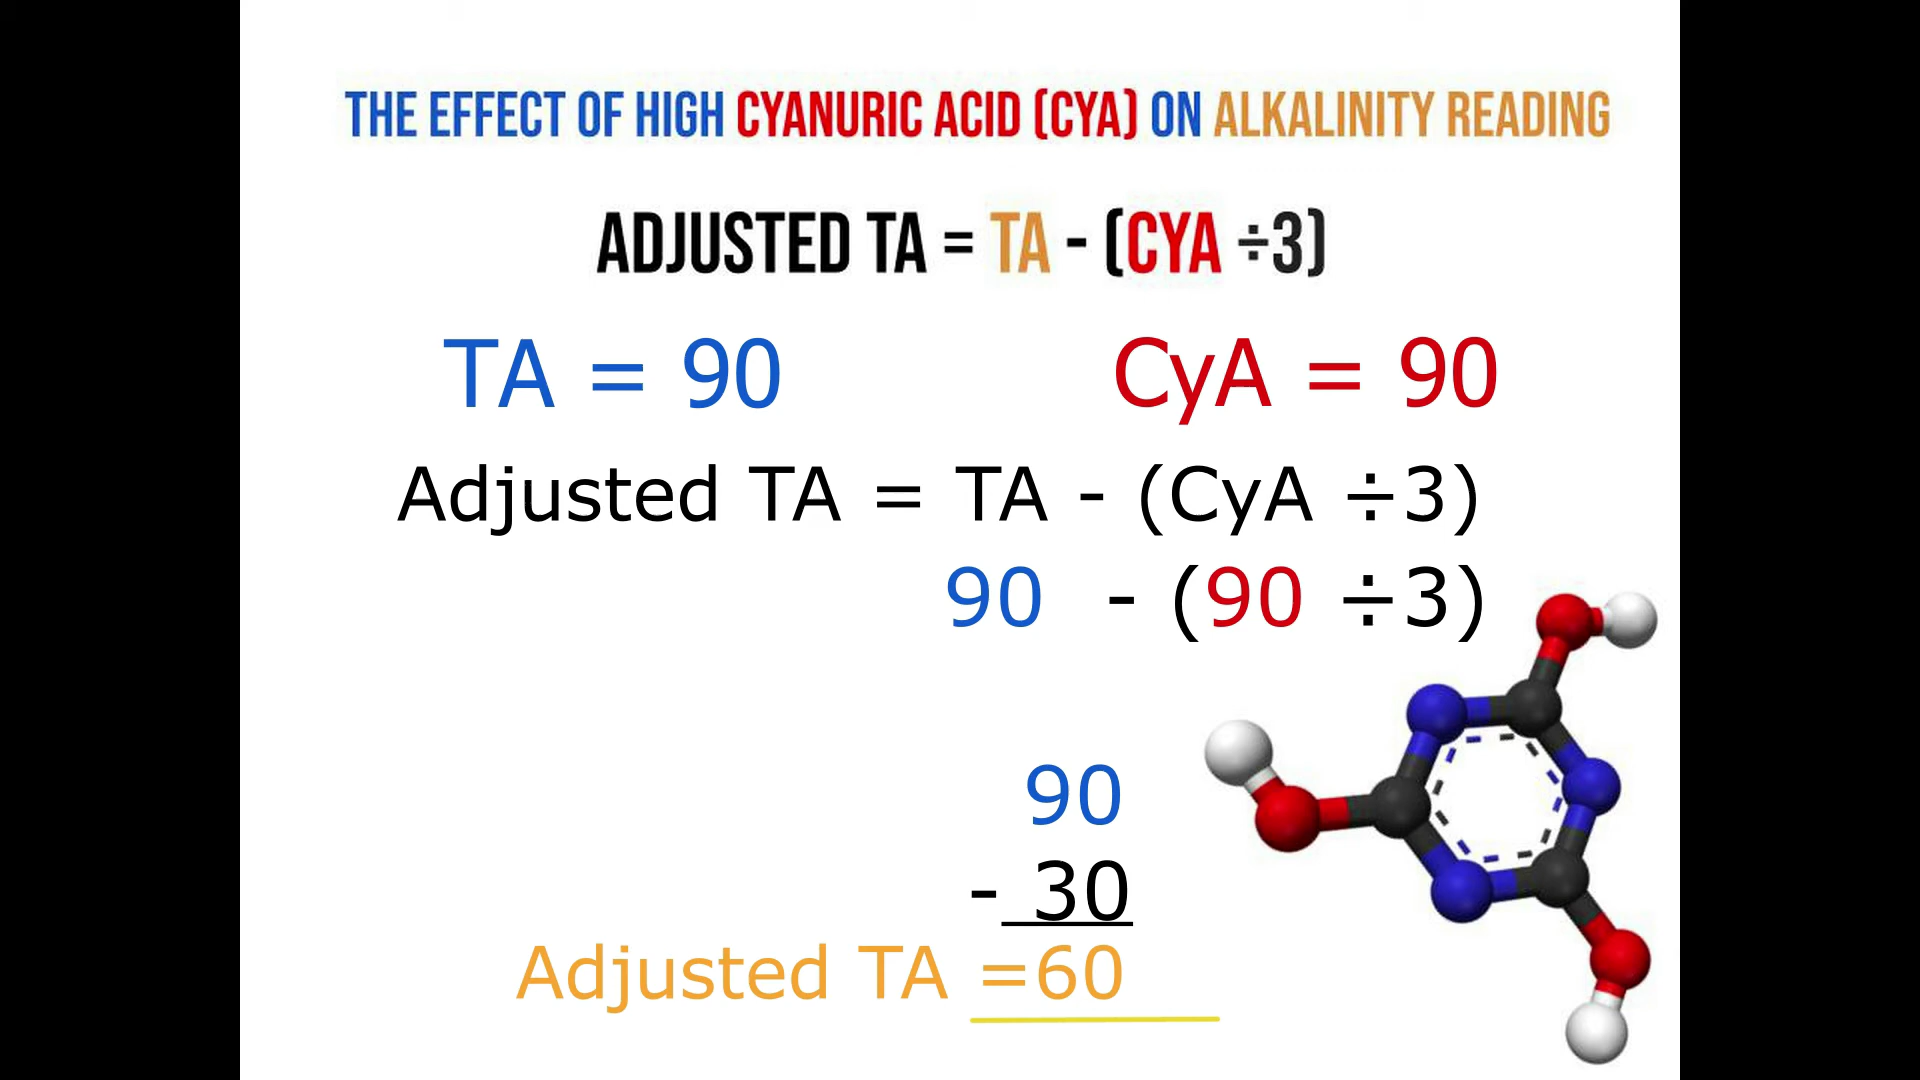 THE EFFECT OF HIGH CYANURIC ACID (CYA) ON ALKALINITY READING
ADJUSTED TA = TA - (CYA ÷3)
TA = 90 CyA = 90
Adjusted TA = TA - (CyA ÷3)
90 - (90 ÷3)
90
- 30
Adjusted TA =60